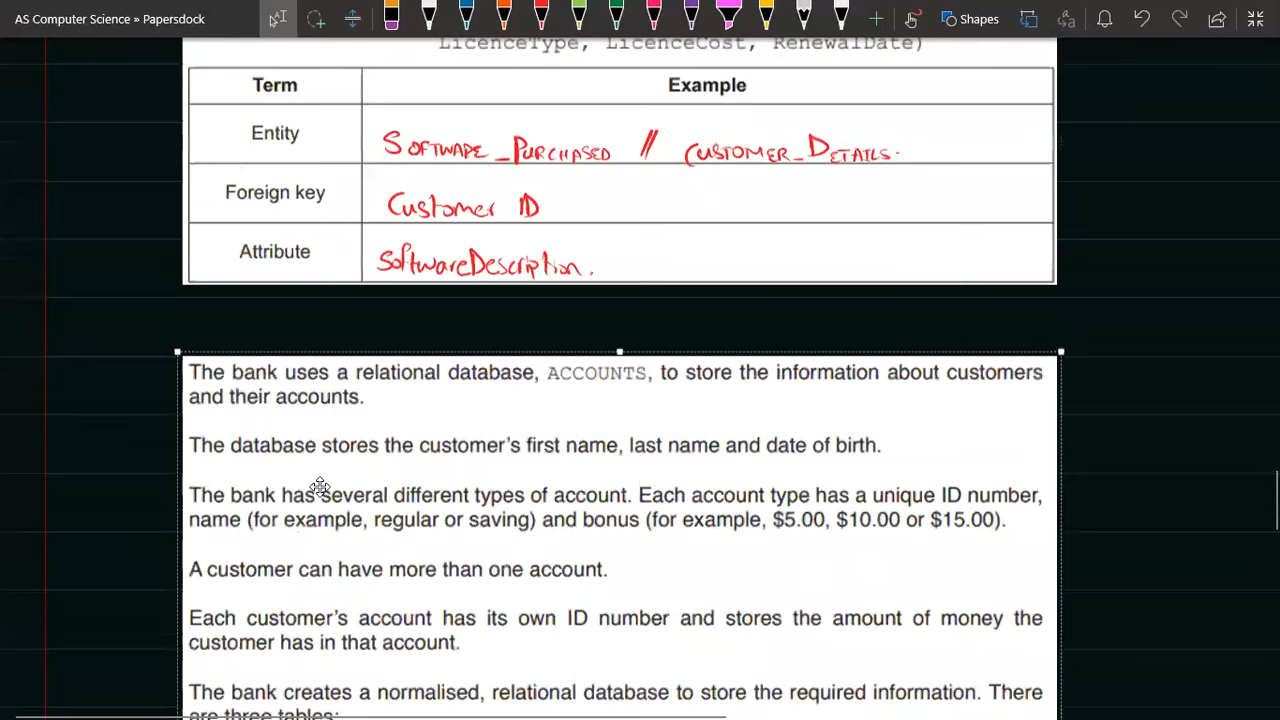 AS Computer Science » Papersdock
Shapes
LicenceType, LicenceCost, RenewalDate)
Term Example
Entity SOFTWARE_PURCHASED // CUSTOMER_DETAILS.
Foreign key Customer ID
Attribute SoftwareDescription.
The bank uses a relational database, ACCOUNTS, to store the information about customers
and their accounts.
The database stores the customer's first name, last name and date of birth.
The bank has several different types of account. Each account type has a unique ID number,
name (for example, regular or saving) and bonus (for example, $5.00, $10.00 or $15.00).
A customer can have more than one account.
Each customer's account has its own ID number and stores the amount of money the
customer has in that account.
The bank creates a normalised, relational database to store the required information. There
are three tables: